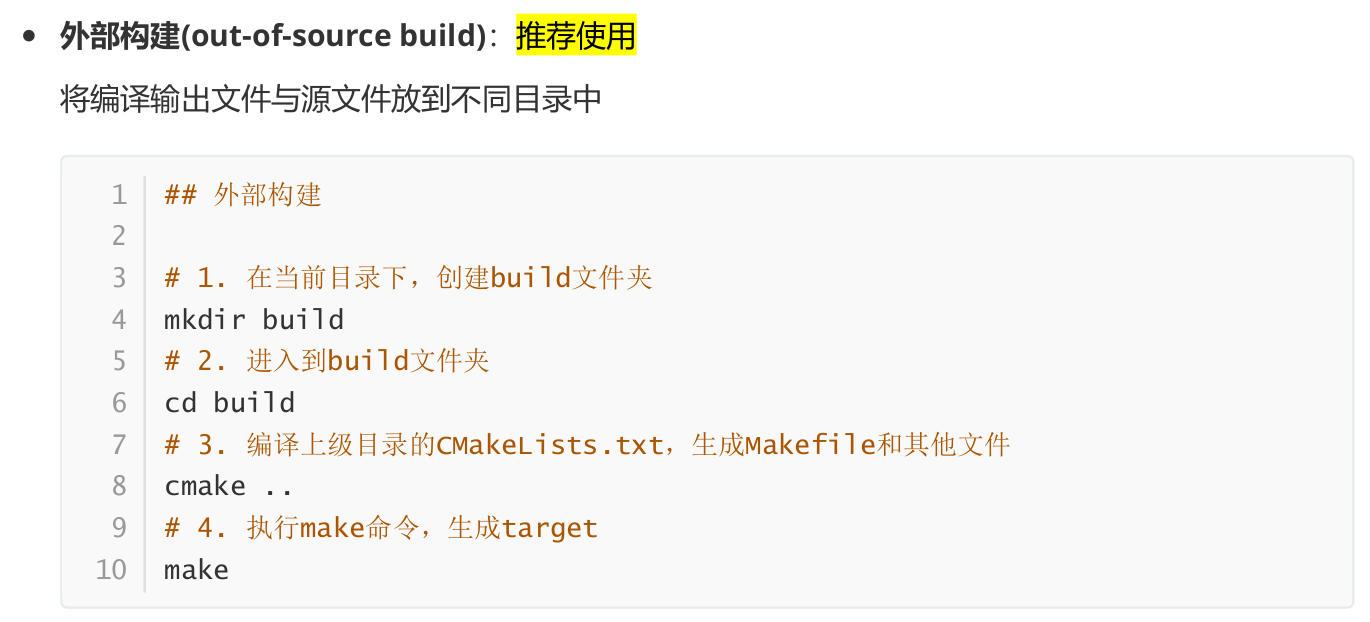 • 外部构建(out-of-source build)：推荐使用
将编译输出文件与源文件放到不同目录中
1 ## 外部构建
2
3 # 1. 在当前目录下，创建build文件夹
4 mkdir build
5 # 2. 进入到build文件夹
6 cd build
7 # 3. 编译上级目录的CMakeLists.txt，生成Makefile和其他文件
8 cmake ..
9 # 4. 执行make命令，生成target
10 make